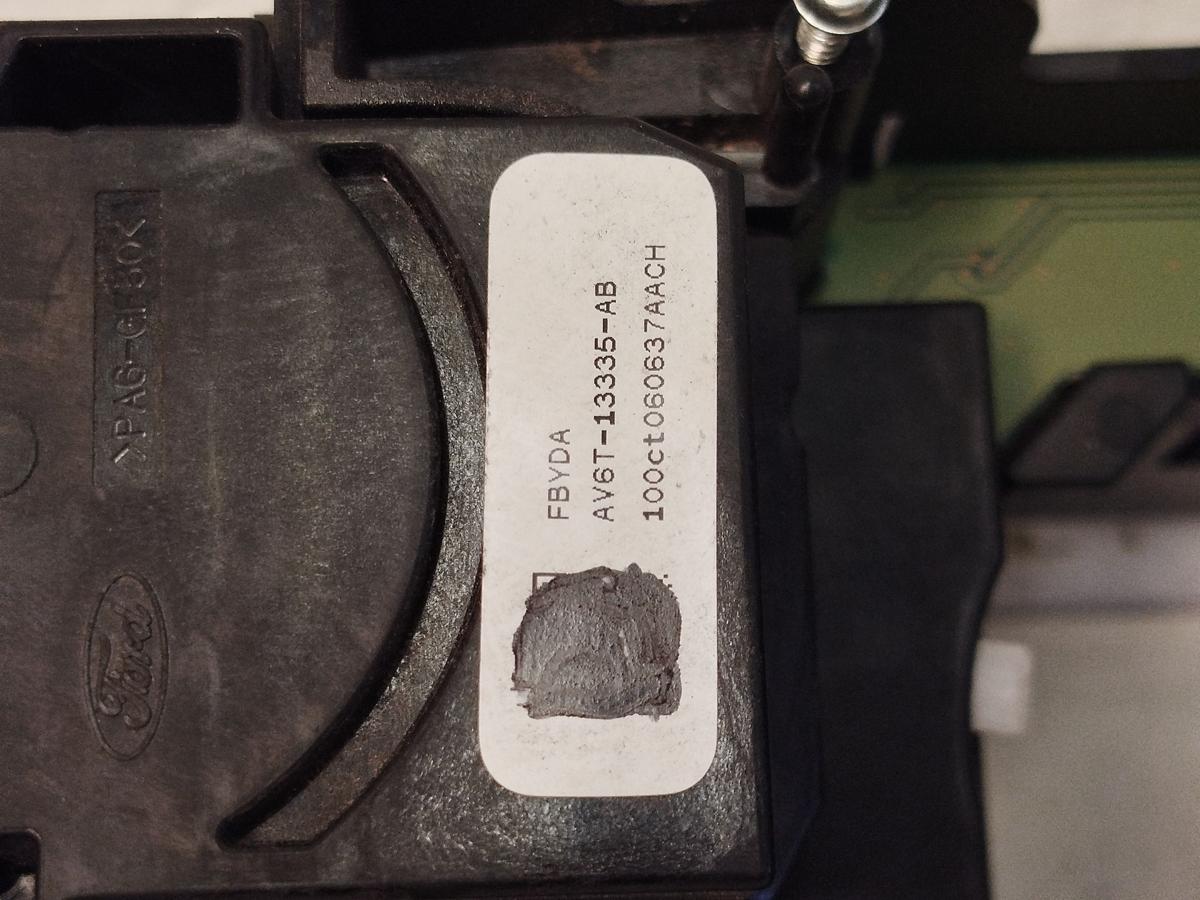 >PA6-GF30<
Ford
FBYDA
AV6T-13335-AB
10Oct060637AACH